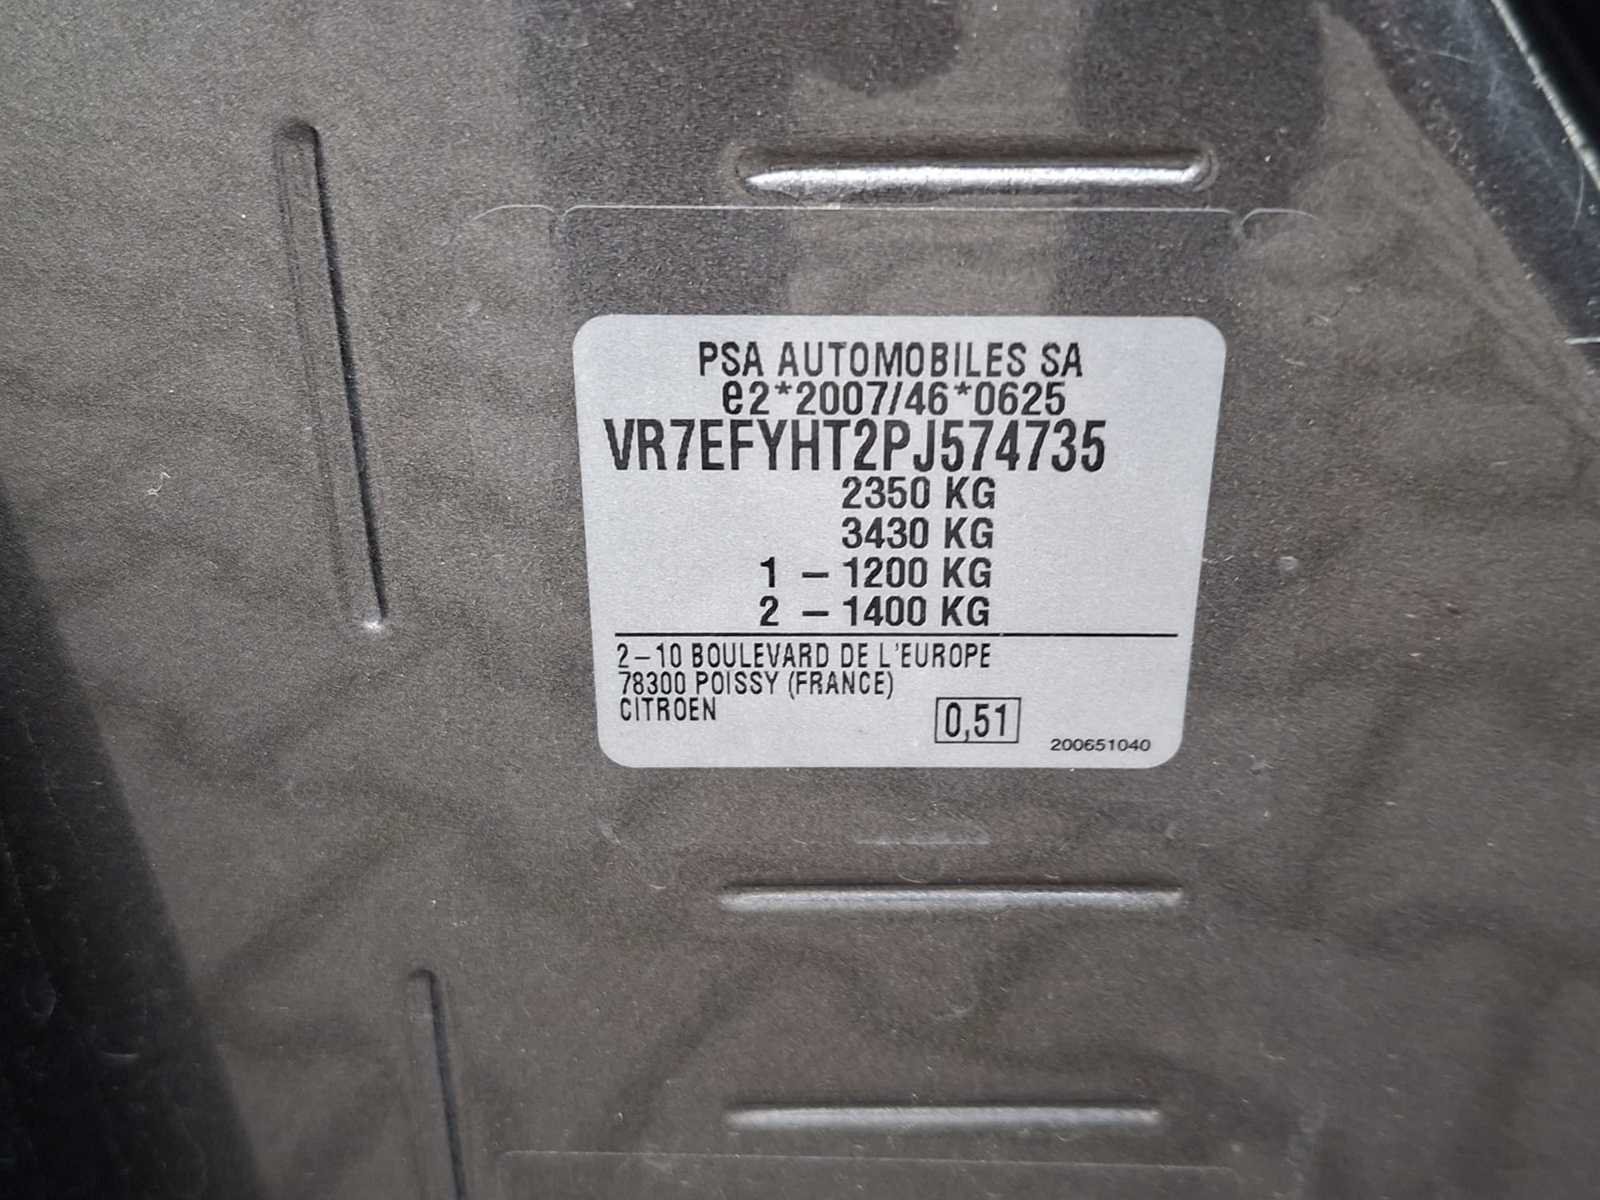 PSA AUTOMOBILES SA
e2*2007/46*0625
VR7EFYHT2PJ574735
2350 KG
3430 KG
1 – 1200 KG
2 – 1400 KG
2–10 BOULEVARD DE L'EUROPE
78300 POISSY (FRANCE)
CITROEN
0,51
200651040